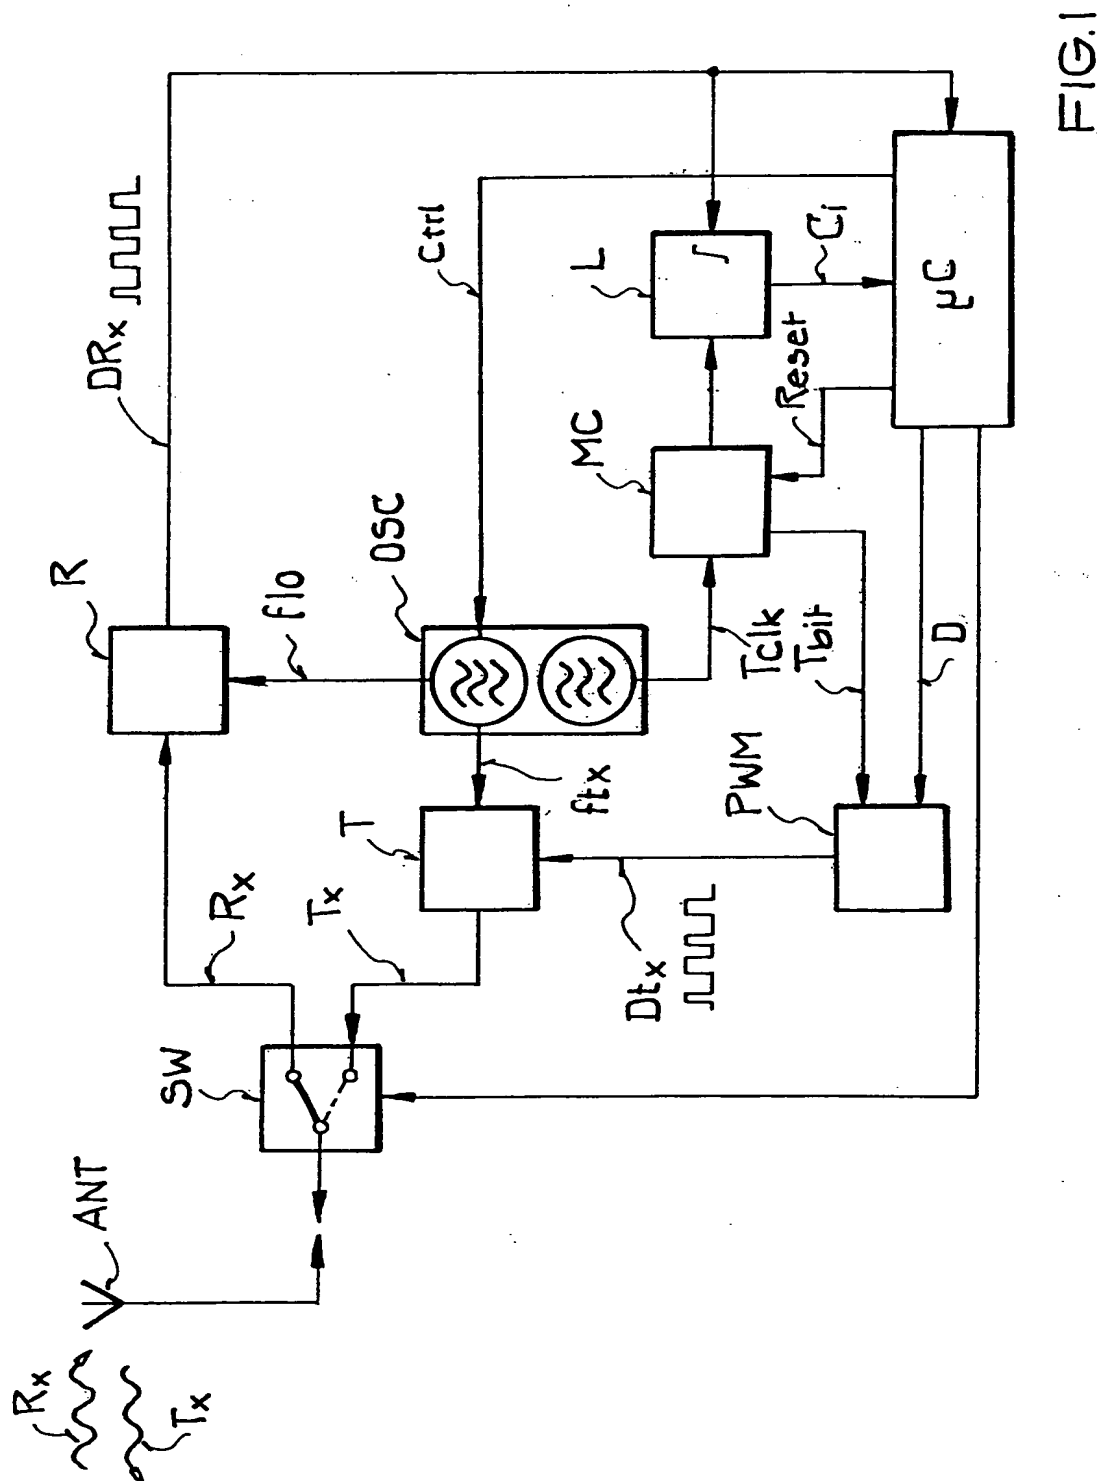 Rx
Tx
ANT
SW
Rx
Tx
R
flo
DRx
T
ftx
OSC
Ctrl
Dtx
PWM
Tclk
Tbit
MC
L
∫
Reset
Ci
D
µC
FIG.1